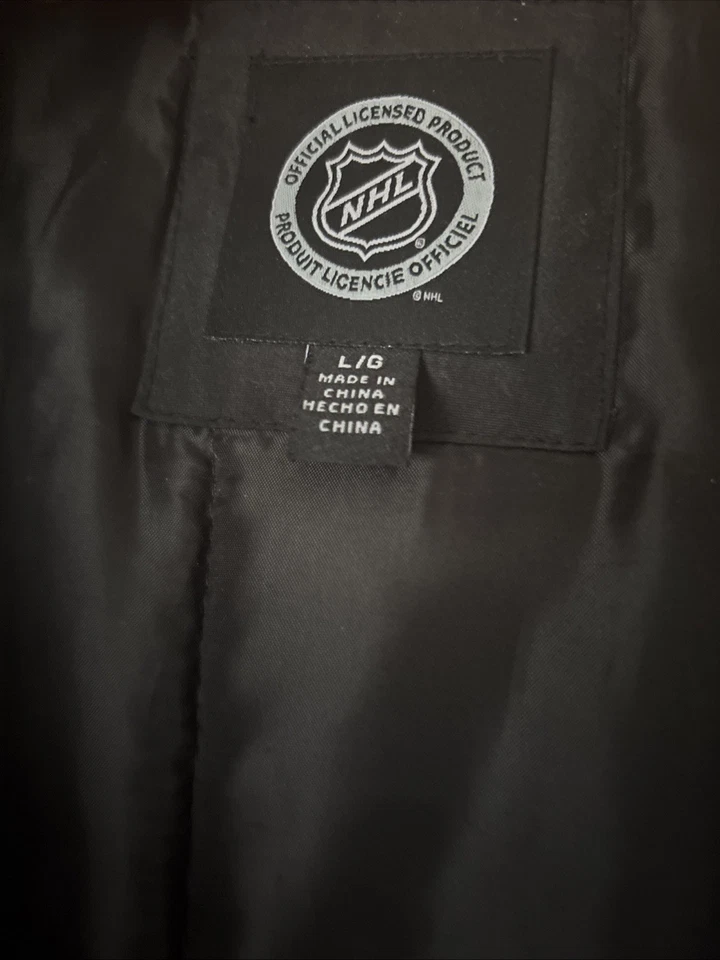 OFFICIAL LICENSED PRODUCT
NHL
®
PRODUIT LICENCIE OFFICIEL
© NHL
L/G
MADE IN
CHINA
HECHO EN
CHINA